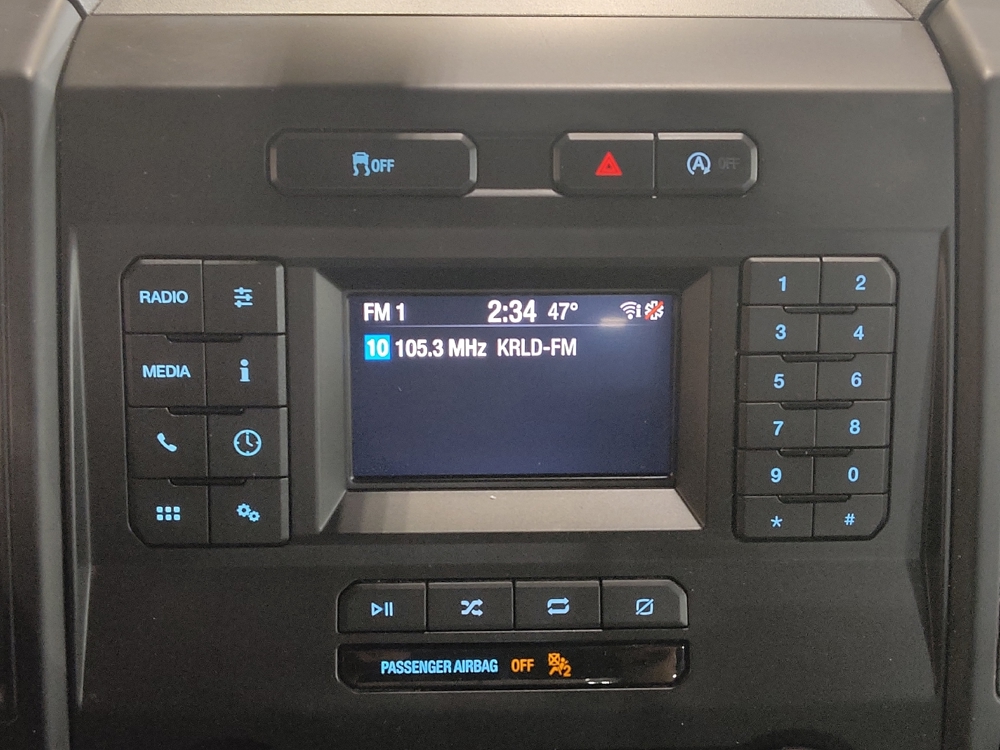 OFF
A OFF
RADIO
MEDIA
i
FM 1 2:34 47° i
10 105.3 MHz KRLD-FM
1 2
3 4
5 6
7 8
9 0
* #
PASSENGER AIRBAG OFF 2